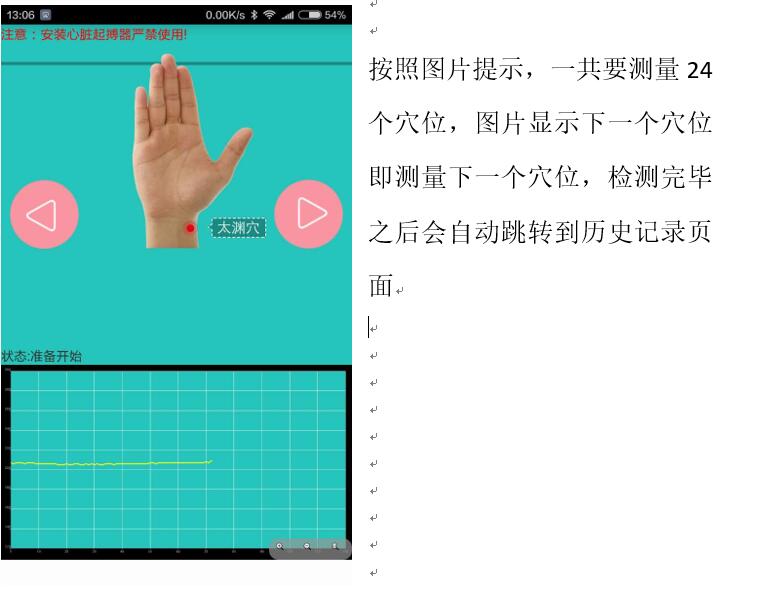 13:06 0.00K/s 54%
注意：安装心脏起搏器严禁使用!
太渊穴
状态:准备开始
按照图片提示，一共要测量 24
个穴位，图片显示下一个穴位
即测量下一个穴位，检测完毕
之后会自动跳转到历史记录页
面